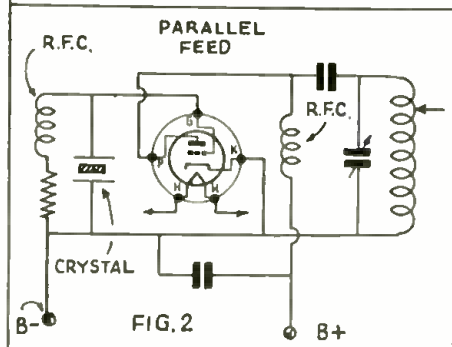 PARALLEL
FEED
R.F.C.
G
R.F.C.
P
K
H
H
CRYSTAL
B-
FIG. 2
B+